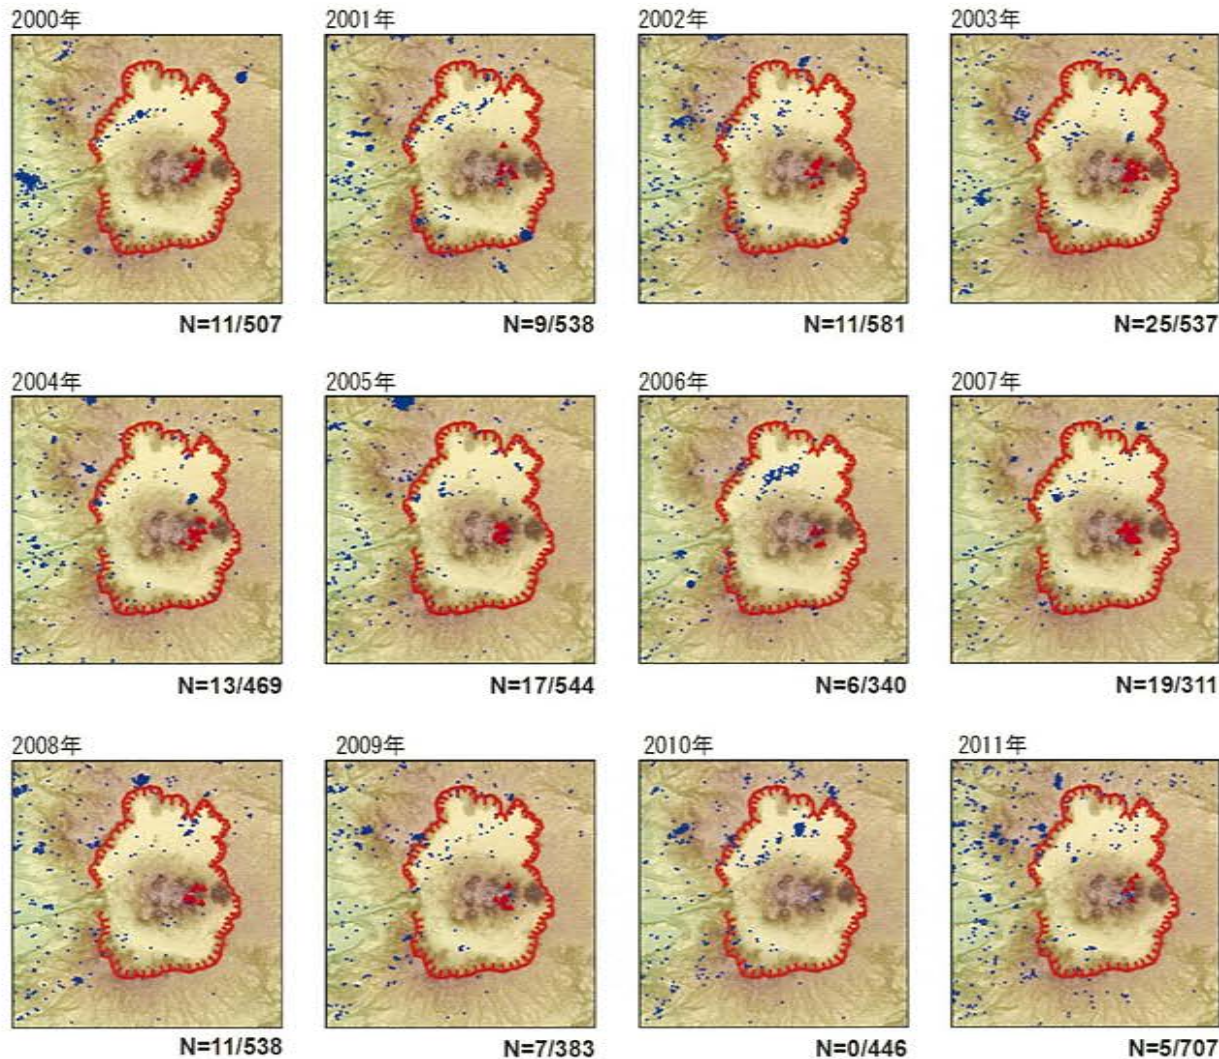 2000年 2001年 2002年 2003年
N=11/507 N=9/538 N=11/581 N=25/537
2004年 2005年 2006年 2007年
N=13/469 N=17/544 N=6/340 N=19/311
2008年 2009年 2010年 2011年
N=11/538 N=7/383 N=0/446 N=5/707